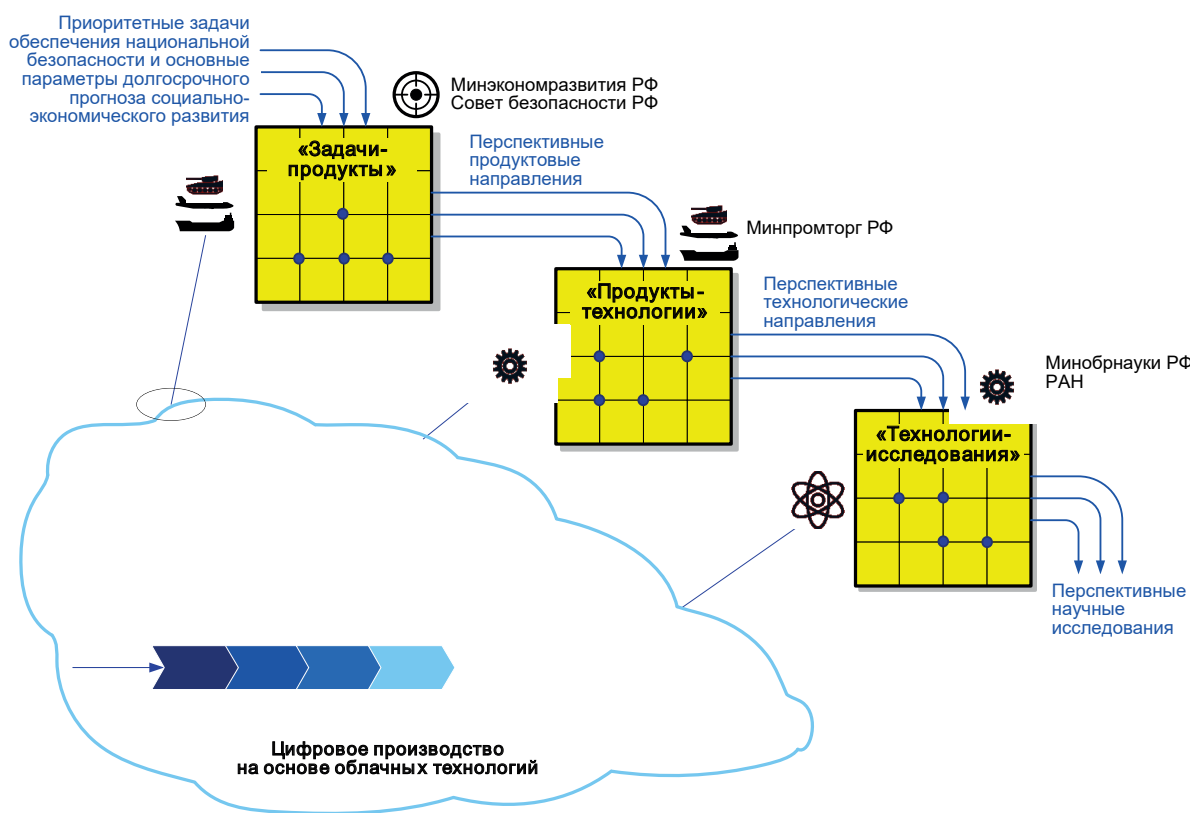 Приоритетные задачи
обеспечения национальной
безопасности и основные
параметры долгосрочного
прогноза социально-
экономического развития
Минэкономразвития РФ
Совет безопасности РФ
«Задачи-
продукты»
Перспективные
продуктовые
направления
Минпромторг РФ
«Продукты-
технологии»
Перспективные
технологические
направления
Минобрнауки РФ
РАН
«Технологии-
исследования»
Перспективные
научные
исследования
Цифровое производство
на основе облачных технологий